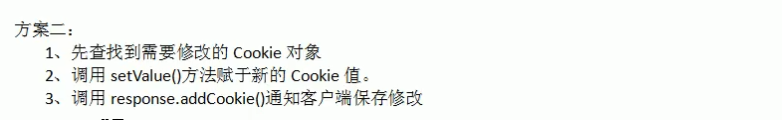 方案二：
1、先查找到需要修改的 Cookie 对象
2、调用 setValue()方法赋于新的 Cookie 值。
3、调用 response.addCookie()通知客户端保存修改